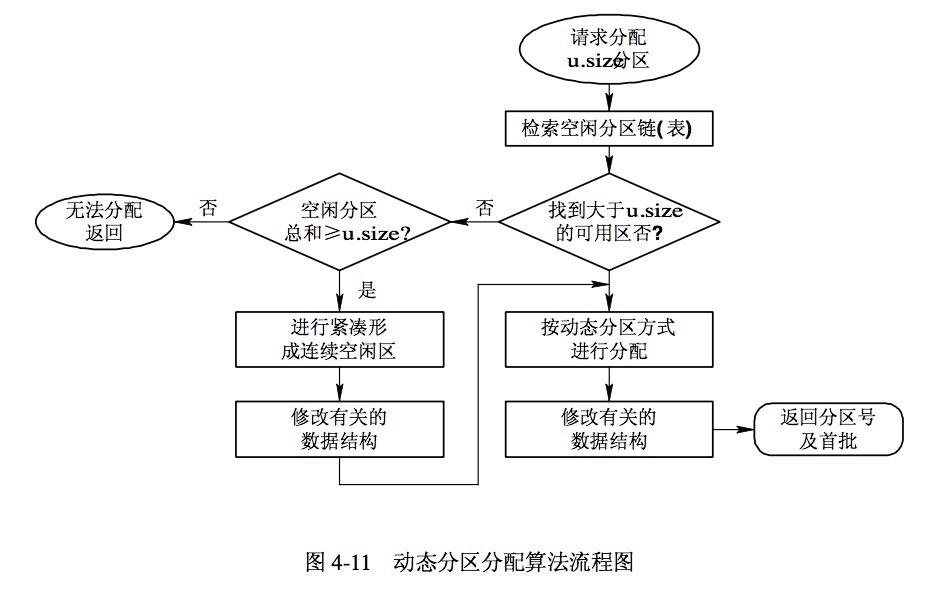 请求分配
u.size分区
检索空闲分区链(表)
找到大于u.size
的可用区否?
否
空闲分区
总和≥u.size?
否
无法分配
返回
是
进行紧凑形
成连续空闲区
修改有关的
数据结构
按动态分区方式
进行分配
修改有关的
数据结构
返回分区号
及首批
图 4-11 动态分区分配算法流程图